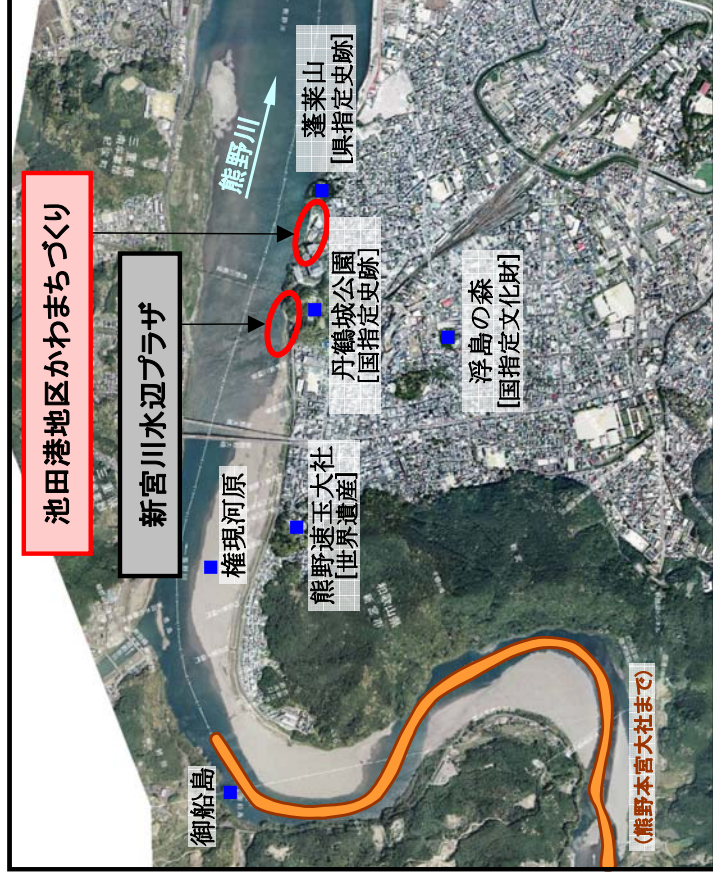 池田港地区かわまちづくり
新宮川水辺プラザ
熊野川
蓬莱山
[県指定史跡]
丹鶴城公園
[国指定史跡]
浮島の森
[国指定文化財]
権現河原
熊野速玉大社
[世界遺産]
御船島
(熊野本宮大社まで)